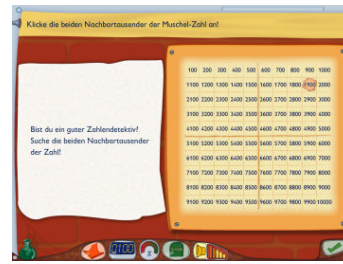 Klicke die beiden Nachbartausender der Muschel-Zahl an!
Bist du ein guter Zahlendetektiv?
Suche die beiden Nachbartausender
der Zahl!
100 200 300 400 500 600 700 800 900 1000
1100 1200 1300 1400 1500 1600 1700 1800 1900 2000
2100 2200 2300 2400 2500 2600 2700 2800 2900 3000
3100 3200 3300 3400 3500 3600 3700 3800 3900 4000
4100 4200 4300 4400 4500 4600 4700 4800 4900 5000
5100 5200 5300 5400 5500 5600 5700 5800 5900 6000
6100 6200 6300 6400 6500 6600 6700 6800 6900 7000
7100 7200 7300 7400 7500 7600 7700 7800 7900 8000
8100 8200 8300 8400 8500 8600 8700 8800 8900 9000
9100 9200 9300 9400 9500 9600 9700 9800 9900 10000